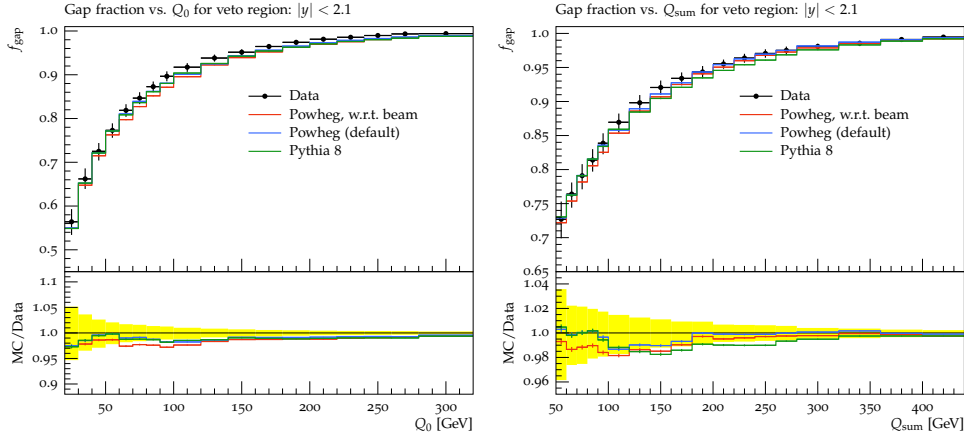 Gap fraction vs. Q0 for veto region: |y| < 2.1
fgap
1.0
0.9
0.8
0.7
0.6
0.5
Data
Powheg, w.r.t. beam
Powheg (default)
Pythia 8
MC/Data
1.1
1.05
1.0
0.95
0.9
50 100 150 200 250 300
Q0 [GeV]
Gap fraction vs. Qsum for veto region: |y| < 2.1
fgap
1.0
0.95
0.9
0.85
0.8
0.75
0.7
0.65
Data
Powheg, w.r.t. beam
Powheg (default)
Pythia 8
MC/Data
1.04
1.02
1.0
0.98
0.96
50 100 150 200 250 300 350 400
Qsum [GeV]